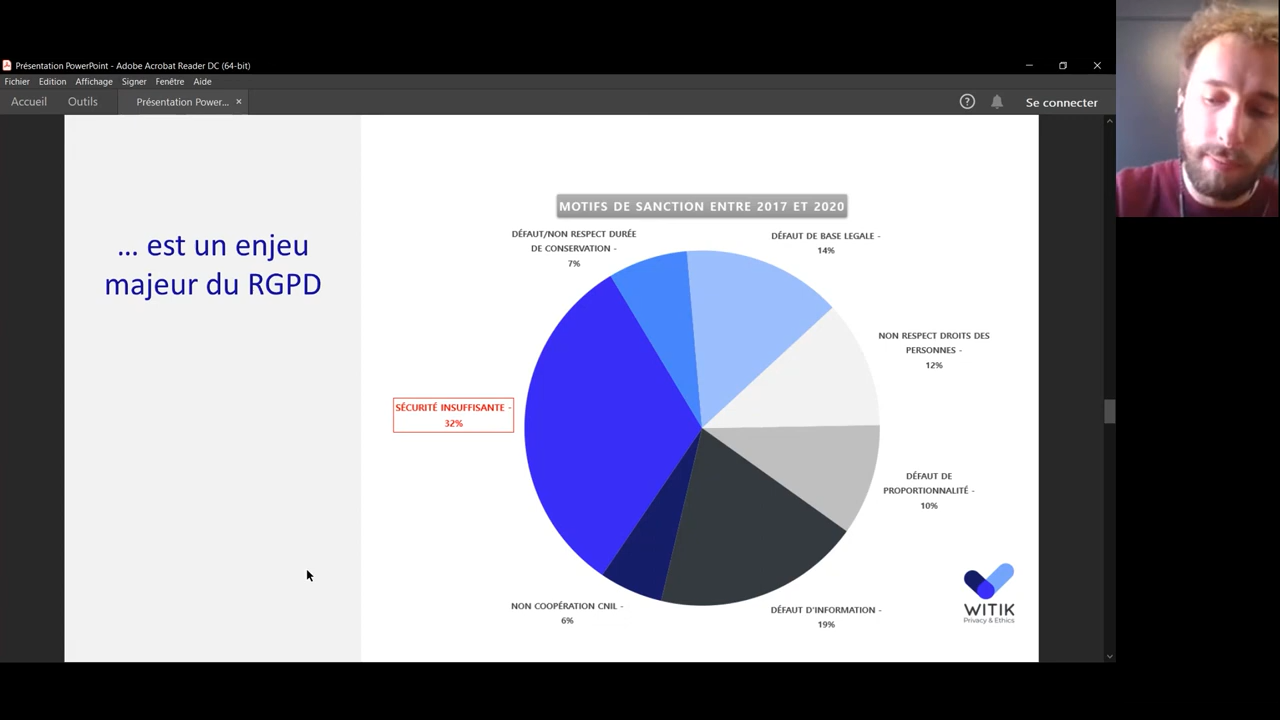 Présentation PowerPoint - Adobe Acrobat Reader DC (64-bit)
Fichier Edition Affichage Signer Fenêtre Aide
Accueil Outils Présentation Power... × ? Se connecter
... est un enjeu
majeur du RGPD
MOTIFS DE SANCTION ENTRE 2017 ET 2020
DÉFAUT/NON RESPECT DURÉE
DE CONSERVATION -
7%
DÉFAUT DE BASE LEGALE -
14%
NON RESPECT DROITS DES
PERSONNES -
12%
SÉCURITÉ INSUFFISANTE -
32%
DÉFAUT DE
PROPORTIONNALITÉ -
10%
NON COOPÉRATION CNIL -
6%
DÉFAUT D'INFORMATION -
19%
WITIK
Privacy & Ethics